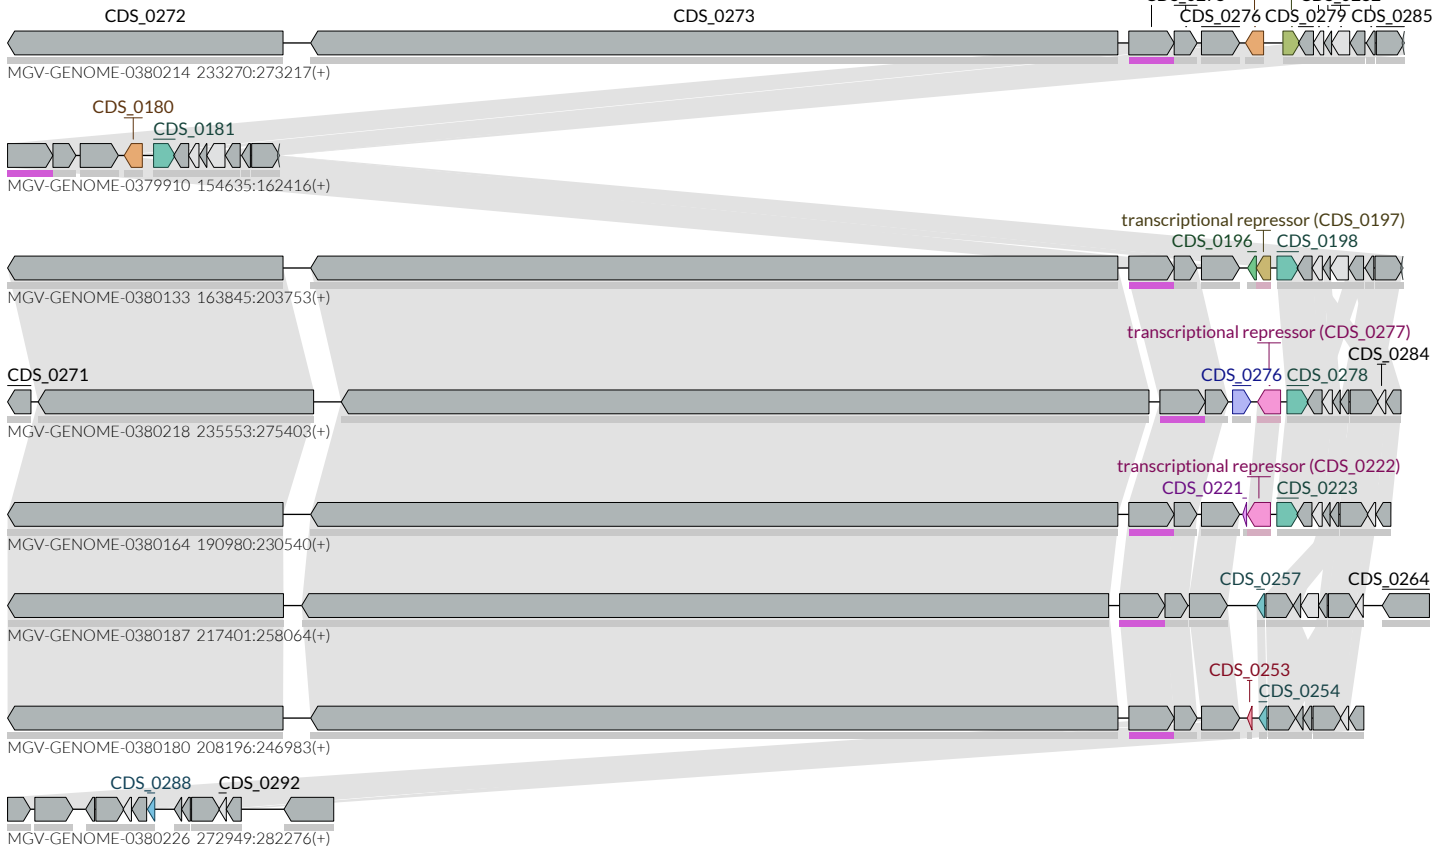 CDS_0272 CDS_0273 CDS_0276 CDS_0279 CDS_0285
MGV-GENOME-0380214 233270:273217(+)
CDS_0180
CDS_0181
MGV-GENOME-0379910 154635:162416(+)
transcriptional repressor (CDS_0197)
CDS_0196 CDS_0198
MGV-GENOME-0380133 163845:203753(+)
transcriptional repressor (CDS_0277)
CDS_0284
CDS_0271 CDS_0276 CDS_0278
MGV-GENOME-0380218 235553:275403(+)
transcriptional repressor (CDS_0222)
CDS_0221 CDS_0223
MGV-GENOME-0380164 190980:230540(+)
CDS_0257 CDS_0264
MGV-GENOME-0380187 217401:258064(+)
CDS_0253
CDS_0254
MGV-GENOME-0380180 208196:246983(+)
CDS_0288 CDS_0292
MGV-GENOME-0380226 272949:282276(+)